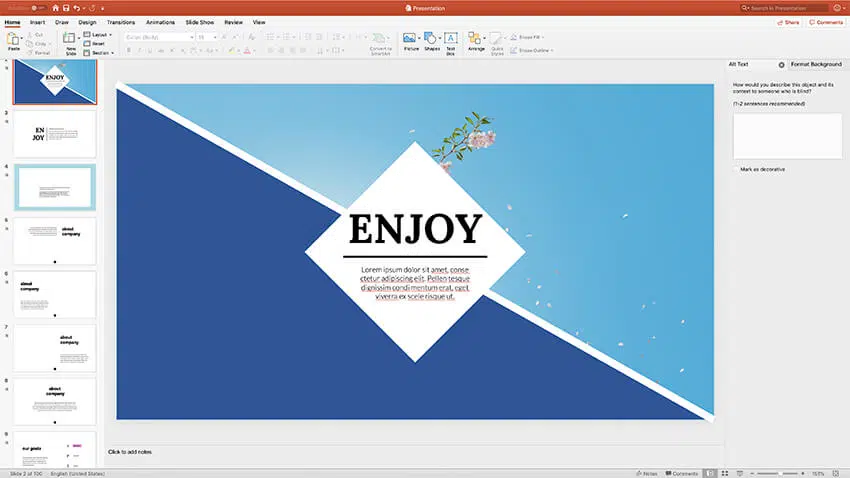 AutoSave OFF
Presentation
Search in Presentation
Home Insert Draw Design Transitions Animations Slide Show Review View
Share Comments
Paste
Cut
Copy
Format
New
Slide
Layout
Reset
Section
Calibri (Body)
Convert to
SmartArt
Picture
Shapes
Text
Box
Arrange
Quick
Styles
Shape Fill
Shape Outline
ENJOY
3
EN
JOY
4
5
about
company
6
about
company
7
about
company
8
about
company
9
our goals
ENJOY
Lorem ipsum dolor sit amet, conse
ctetur adipiscing elit. Pellen tesque
dignissim condi mentum erat, eget
viverra ex scele risque ut.
Alt Text
Format Background
How would you describe this object and its
context to someone who is blind?
(1-2 sentences recommended)
Mark as decorative
Click to add notes
Slide 2 of 100 English (United States)
Notes Comments 151%